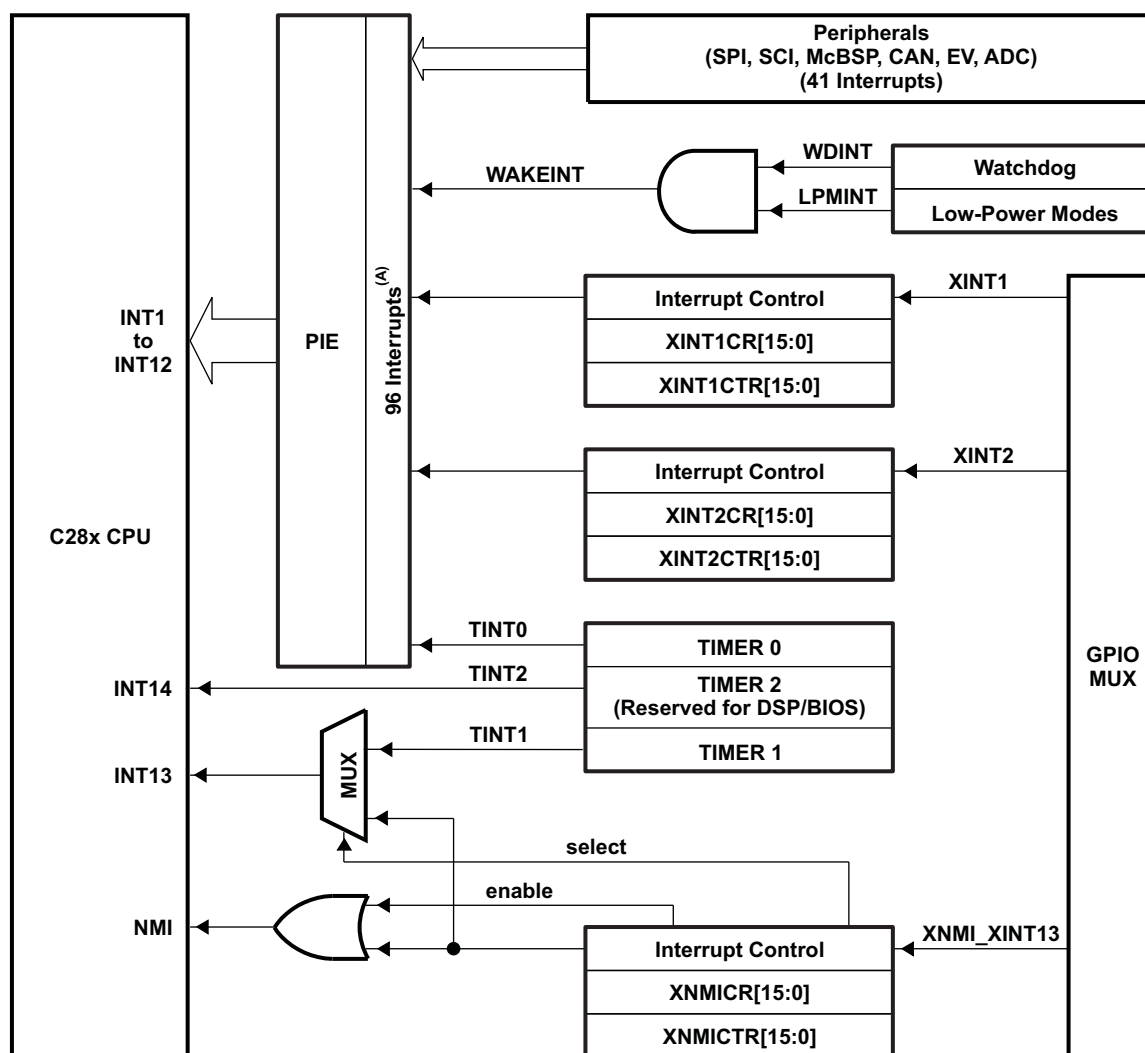 Peripherals
(SPI, SCI, McBSP, CAN, EV, ADC)
(41 Interrupts)
WDINT
Watchdog
WAKEINT
LPMINT
Low-Power Modes
96 Interrupts(A)
PIE
INT1
to
INT12
Interrupt Control
XINT1
XINT1CR[15:0]
XINT1CTR[15:0]
Interrupt Control
XINT2
XINT2CR[15:0]
XINT2CTR[15:0]
C28x CPU
TINT0
TIMER 0
GPIO
MUX
TINT2
INT14
TIMER 2
(Reserved for DSP/BIOS)
TINT1
TIMER 1
INT13
MUX
select
enable
NMI
Interrupt Control
XNMI_XINT13
XNMICR[15:0]
XNMICTR[15:0]